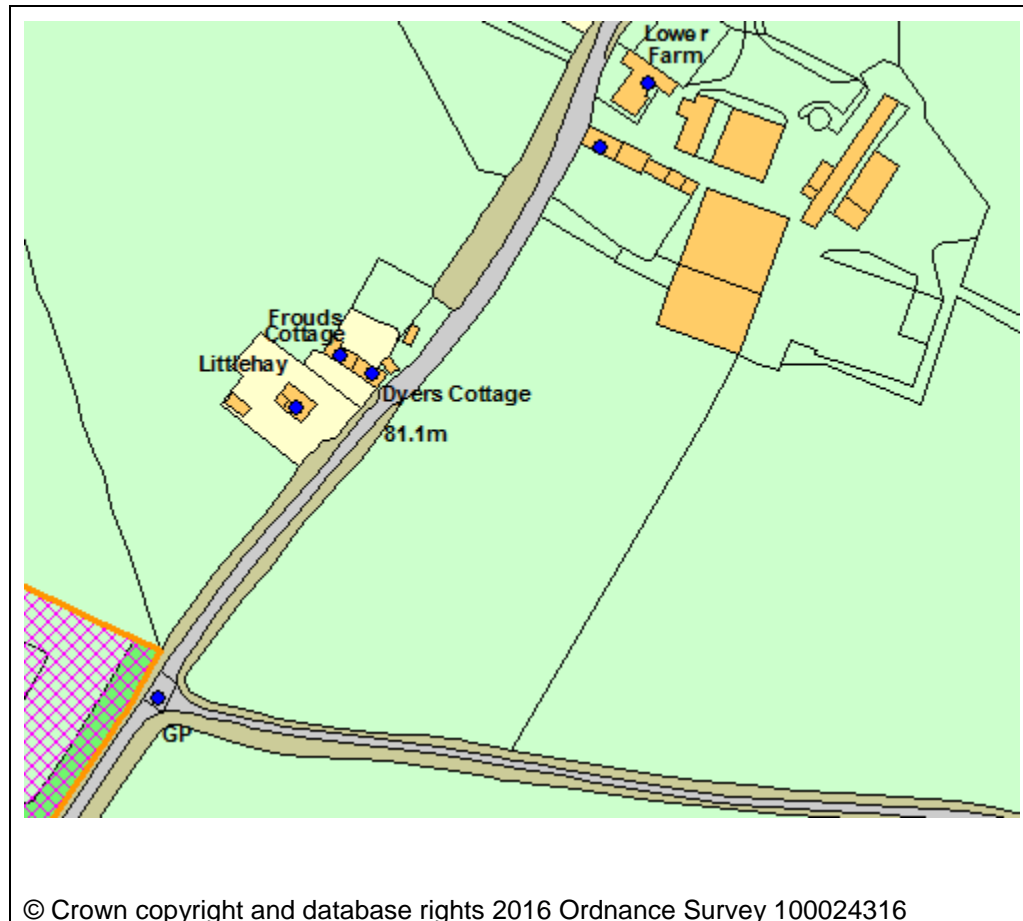 Lower
Farm
Frouds
Cottage
Littlehay
Dyers Cottage
81.1m
GP
© Crown copyright and database rights 2016 Ordnance Survey 100024316